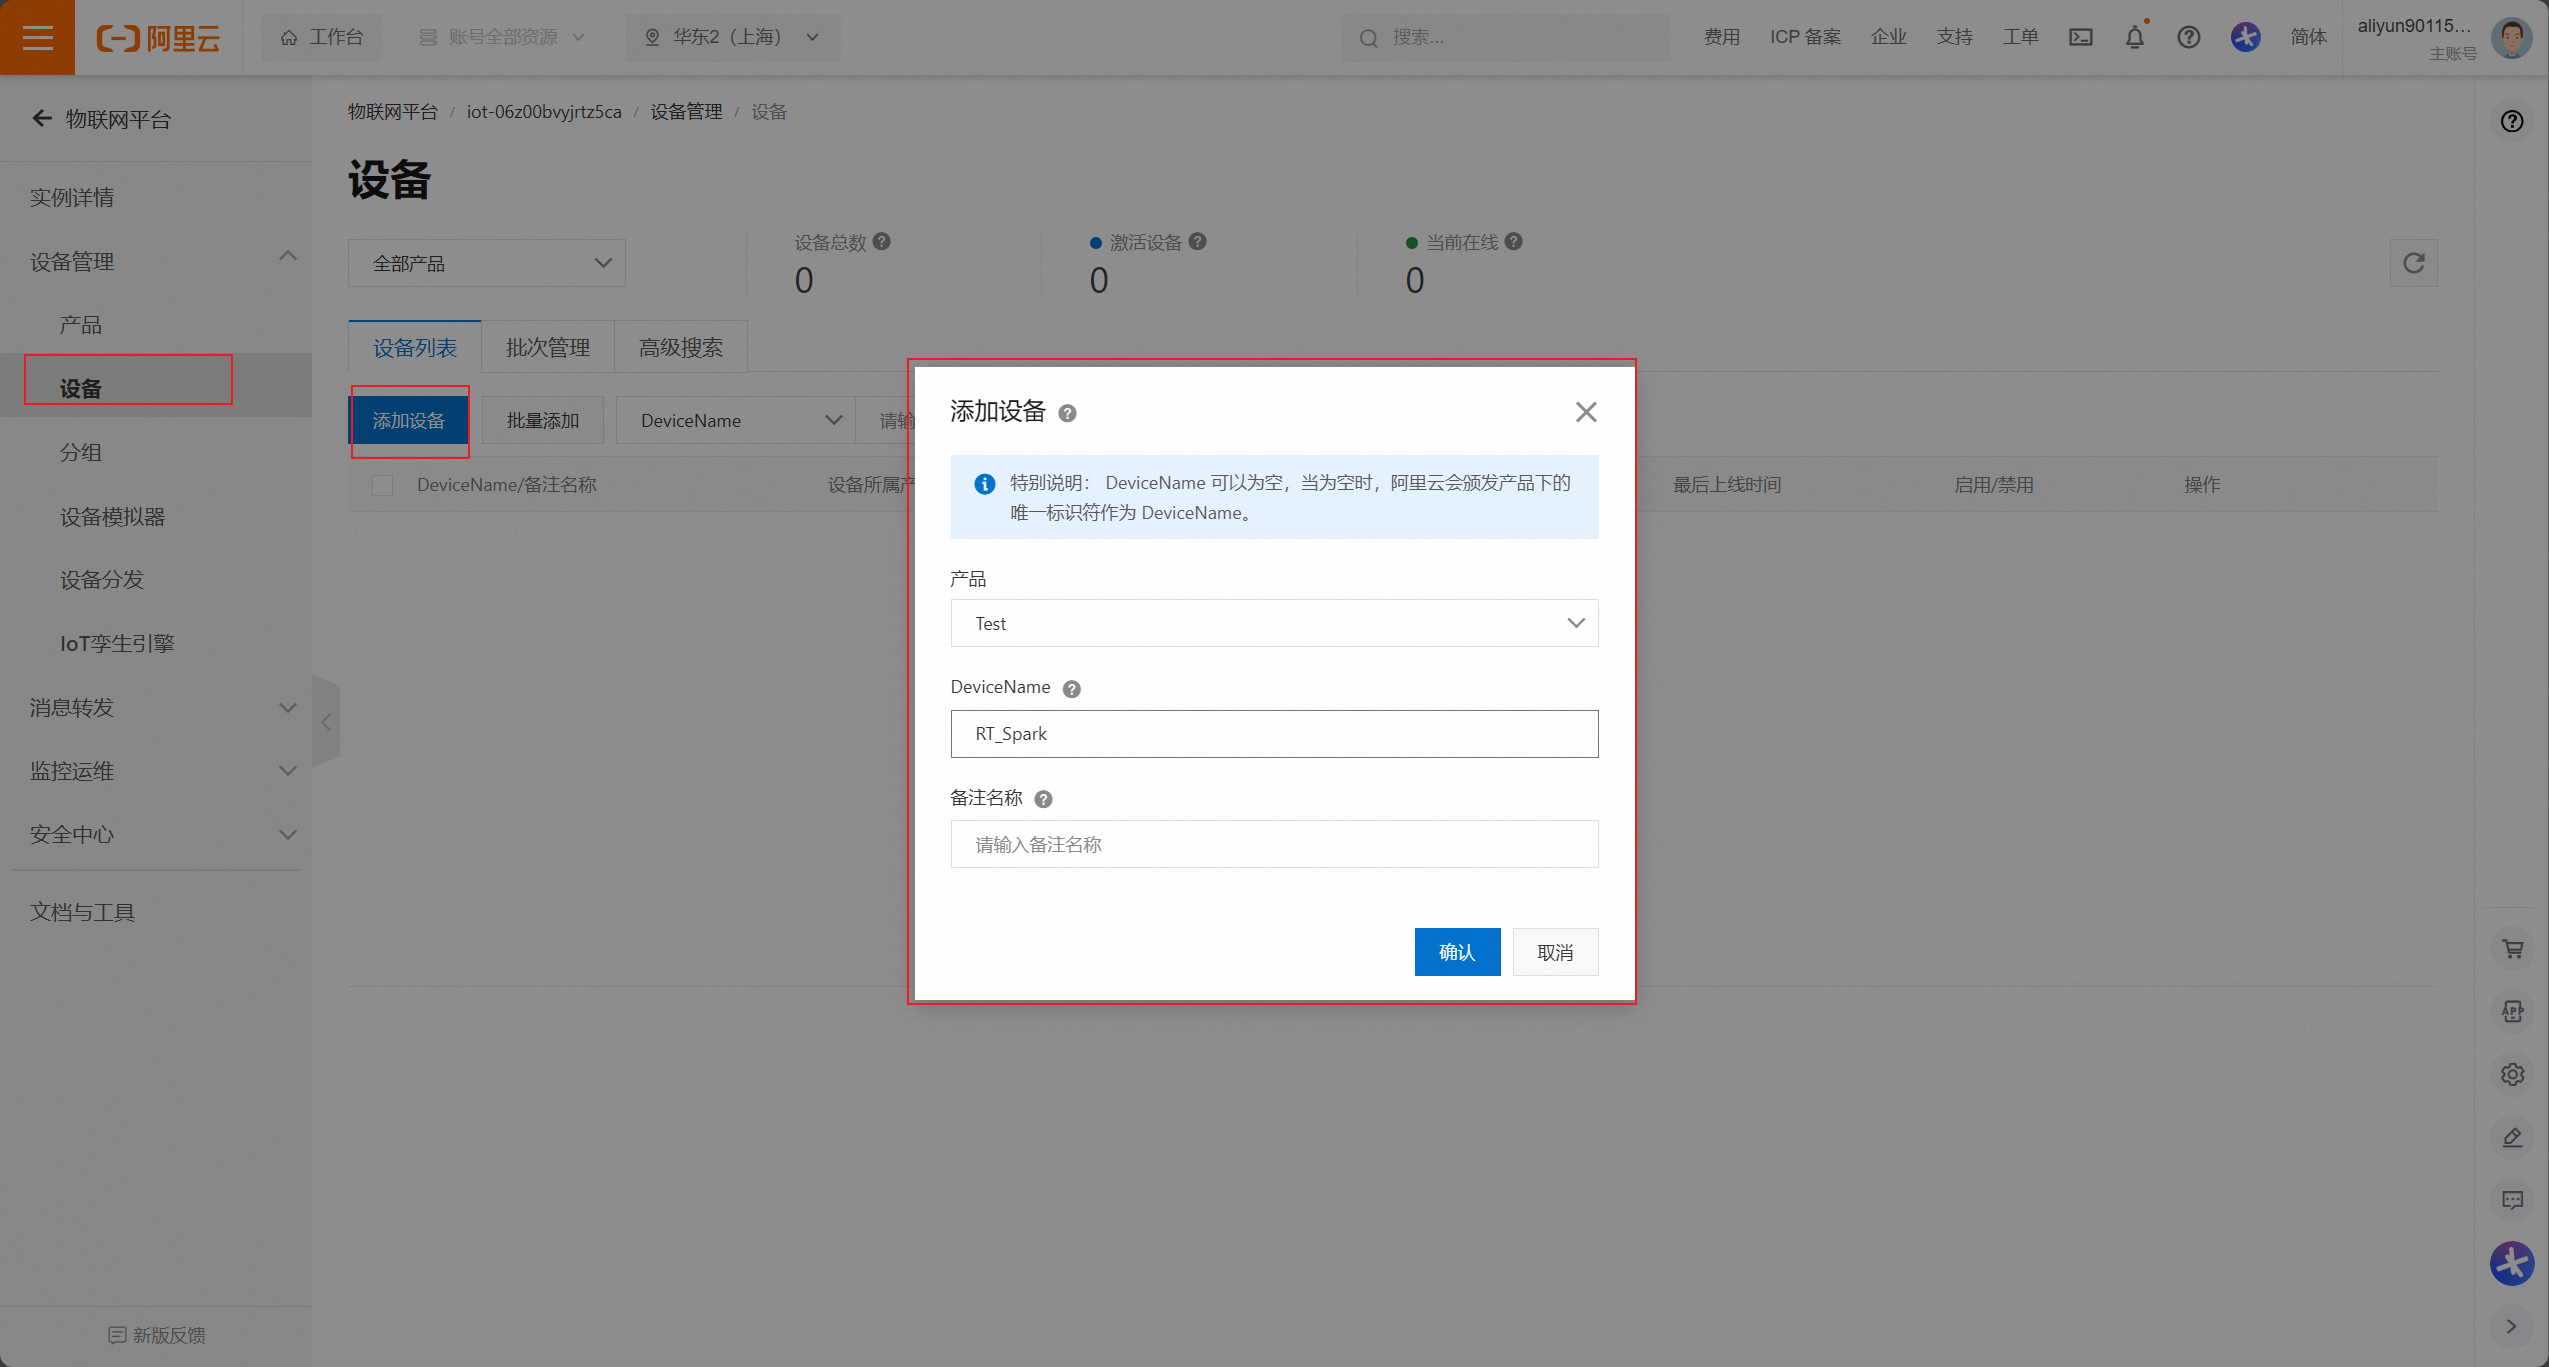 阿里云
工作台
账号全部资源
华东2（上海）
搜索...
费用
ICP 备案
企业
支持
工单
简体
aliyun90115...
主账号
物联网平台
实例详情
设备管理
产品
设备
分组
设备模拟器
设备分发
IoT孪生引擎
消息转发
监控运维
安全中心
文档与工具
新版反馈
物联网平台 / iot-06z00bvyjrtz5ca / 设备管理 / 设备
设备
全部产品
设备总数
0
激活设备
0
当前在线
0
设备列表
批次管理
高级搜索
添加设备
批量添加
DeviceName
请输
DeviceName/备注名称
设备所属产
最后上线时间
启用/禁用
操作
添加设备
特别说明： DeviceName 可以为空，当为空时，阿里云会颁发产品下的
唯一标识符作为 DeviceName。
产品
Test
DeviceName
RT_Spark
备注名称
请输入备注名称
确认
取消
APP